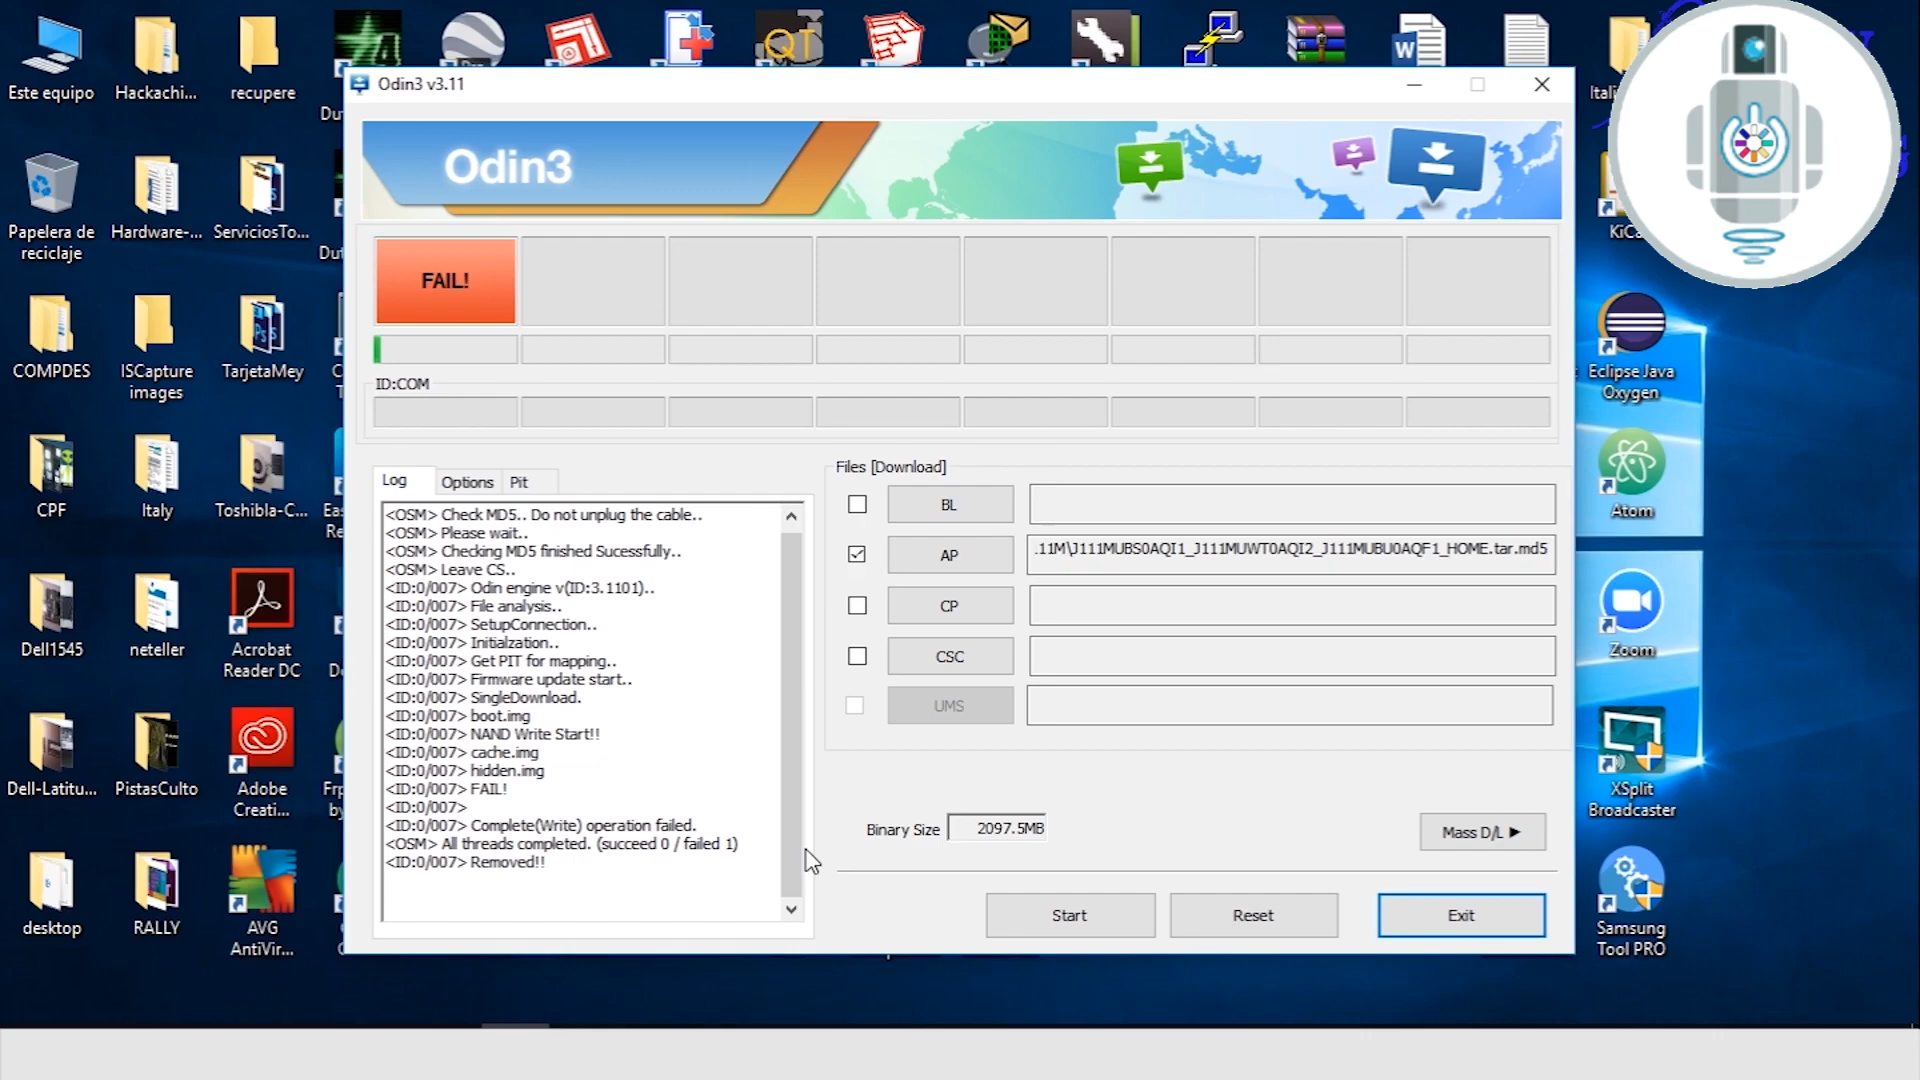 Este equipo
Hackachi...
recupere
Papelera de
reciclaje
Hardware-...
ServiciosTo...
COMPDES
ISCapture
images
TarjetaMey
CPF
Italy
Toshibla-C...
Dell1545
neteller
Acrobat
Reader DC
Dell-Latitu...
PistasCulto
Adobe
Creati...
desktop
RALLY
AVG
AntiVir...
Odin3 v3.11
Odin3
FAIL!
ID:COM
Log
Options
Pit
<OSM> Check MD5.. Do not unplug the cable..
<OSM> Please wait..
<OSM> Checking MD5 finished Sucessfully..
<OSM> Leave CS..
<ID:0/007> Odin engine v(ID:3.1101)..
<ID:0/007> File analysis..
<ID:0/007> SetupConnection..
<ID:0/007> Initialzation..
<ID:0/007> Get PIT for mapping..
<ID:0/007> Firmware update start..
<ID:0/007> SingleDownload.
<ID:0/007> boot.img
<ID:0/007> NAND Write Start!!
<ID:0/007> cache.img
<ID:0/007> hidden.img
<ID:0/007> FAIL!
<ID:0/007>
<ID:0/007> Complete(Write) operation failed.
<OSM> All threads completed. (succeed 0 / failed 1)
<ID:0/007> Removed!!
Files [Download]
BL
AP
.11M\J111MUBS0AQI1_J111MUWT0AQI2_J111MUBU0AQF1_HOME.tar.md5
CP
CSC
UMS
Binary Size
2097.5MB
Mass D/L ►
Start
Reset
Exit
Eclipse Java
Oxygen
Atom
Zoom
XSplit
Broadcaster
Samsung
Tool PRO
QT
W